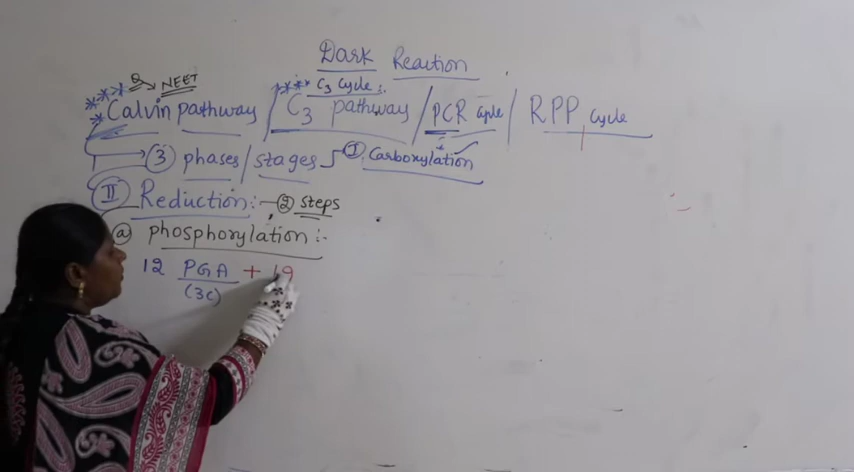 Dark Reaction
Q → NEET
C3 cycle:
*** * Calvin pathway / *** C3 pathway / PCR cycle / RPP cycle
③ phases / stages ① Carboxylation ✓
Ⅱ Reduction:- ② steps
ⓐ phosphorylation:-
12 PGA +
(3C)